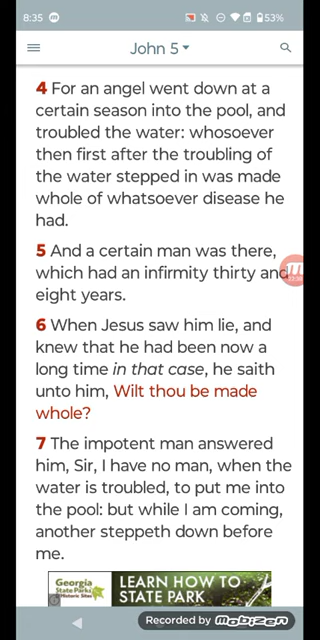 8:35
53%
John 5
4 For an angel went down at a
certain season into the pool, and
troubled the water: whosoever
then first after the troubling of
the water stepped in was made
whole of whatsoever disease he
had.
5 And a certain man was there,
which had an infirmity thirty and
eight years.
6 When Jesus saw him lie, and
knew that he had been now a
long time in that case, he saith
unto him, Wilt thou be made
whole?
7 The impotent man answered
him, Sir, I have no man, when the
water is troubled, to put me into
the pool: but while I am coming,
another steppeth down before
me.
Georgia
State Parks
Historic Sites
LEARN HOW TO
STATE PARK
Recorded by Mobizen